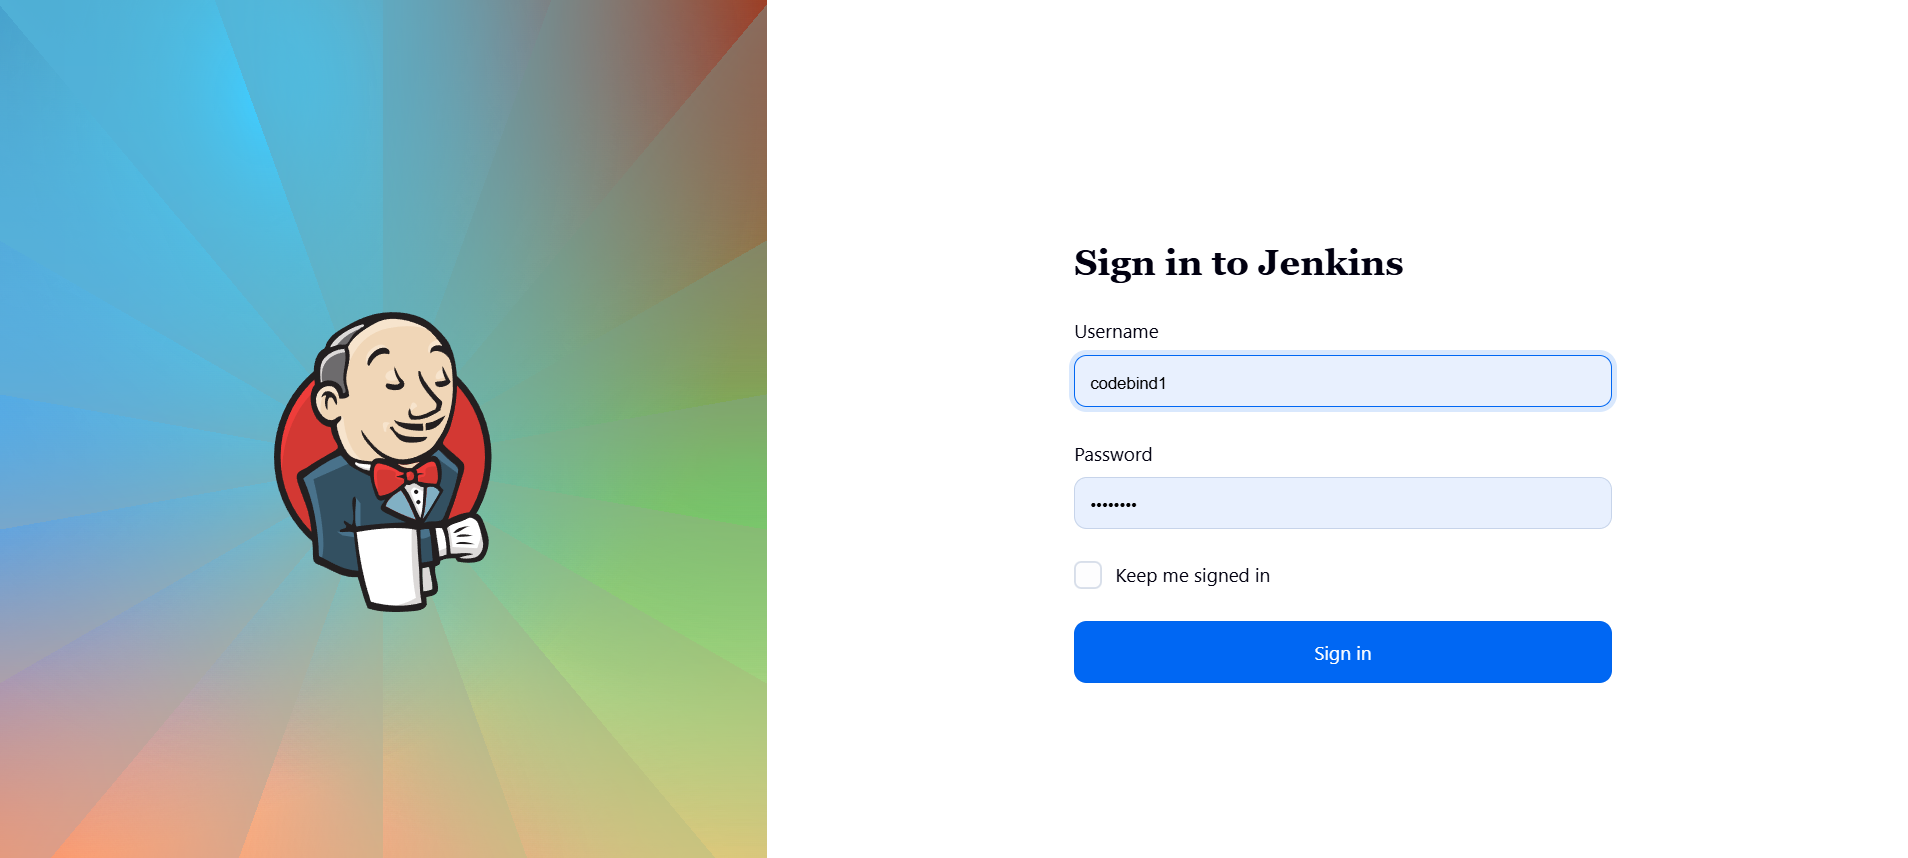 Sign in to Jenkins
Username
codebind1
Password
••••••••
Keep me signed in
Sign in